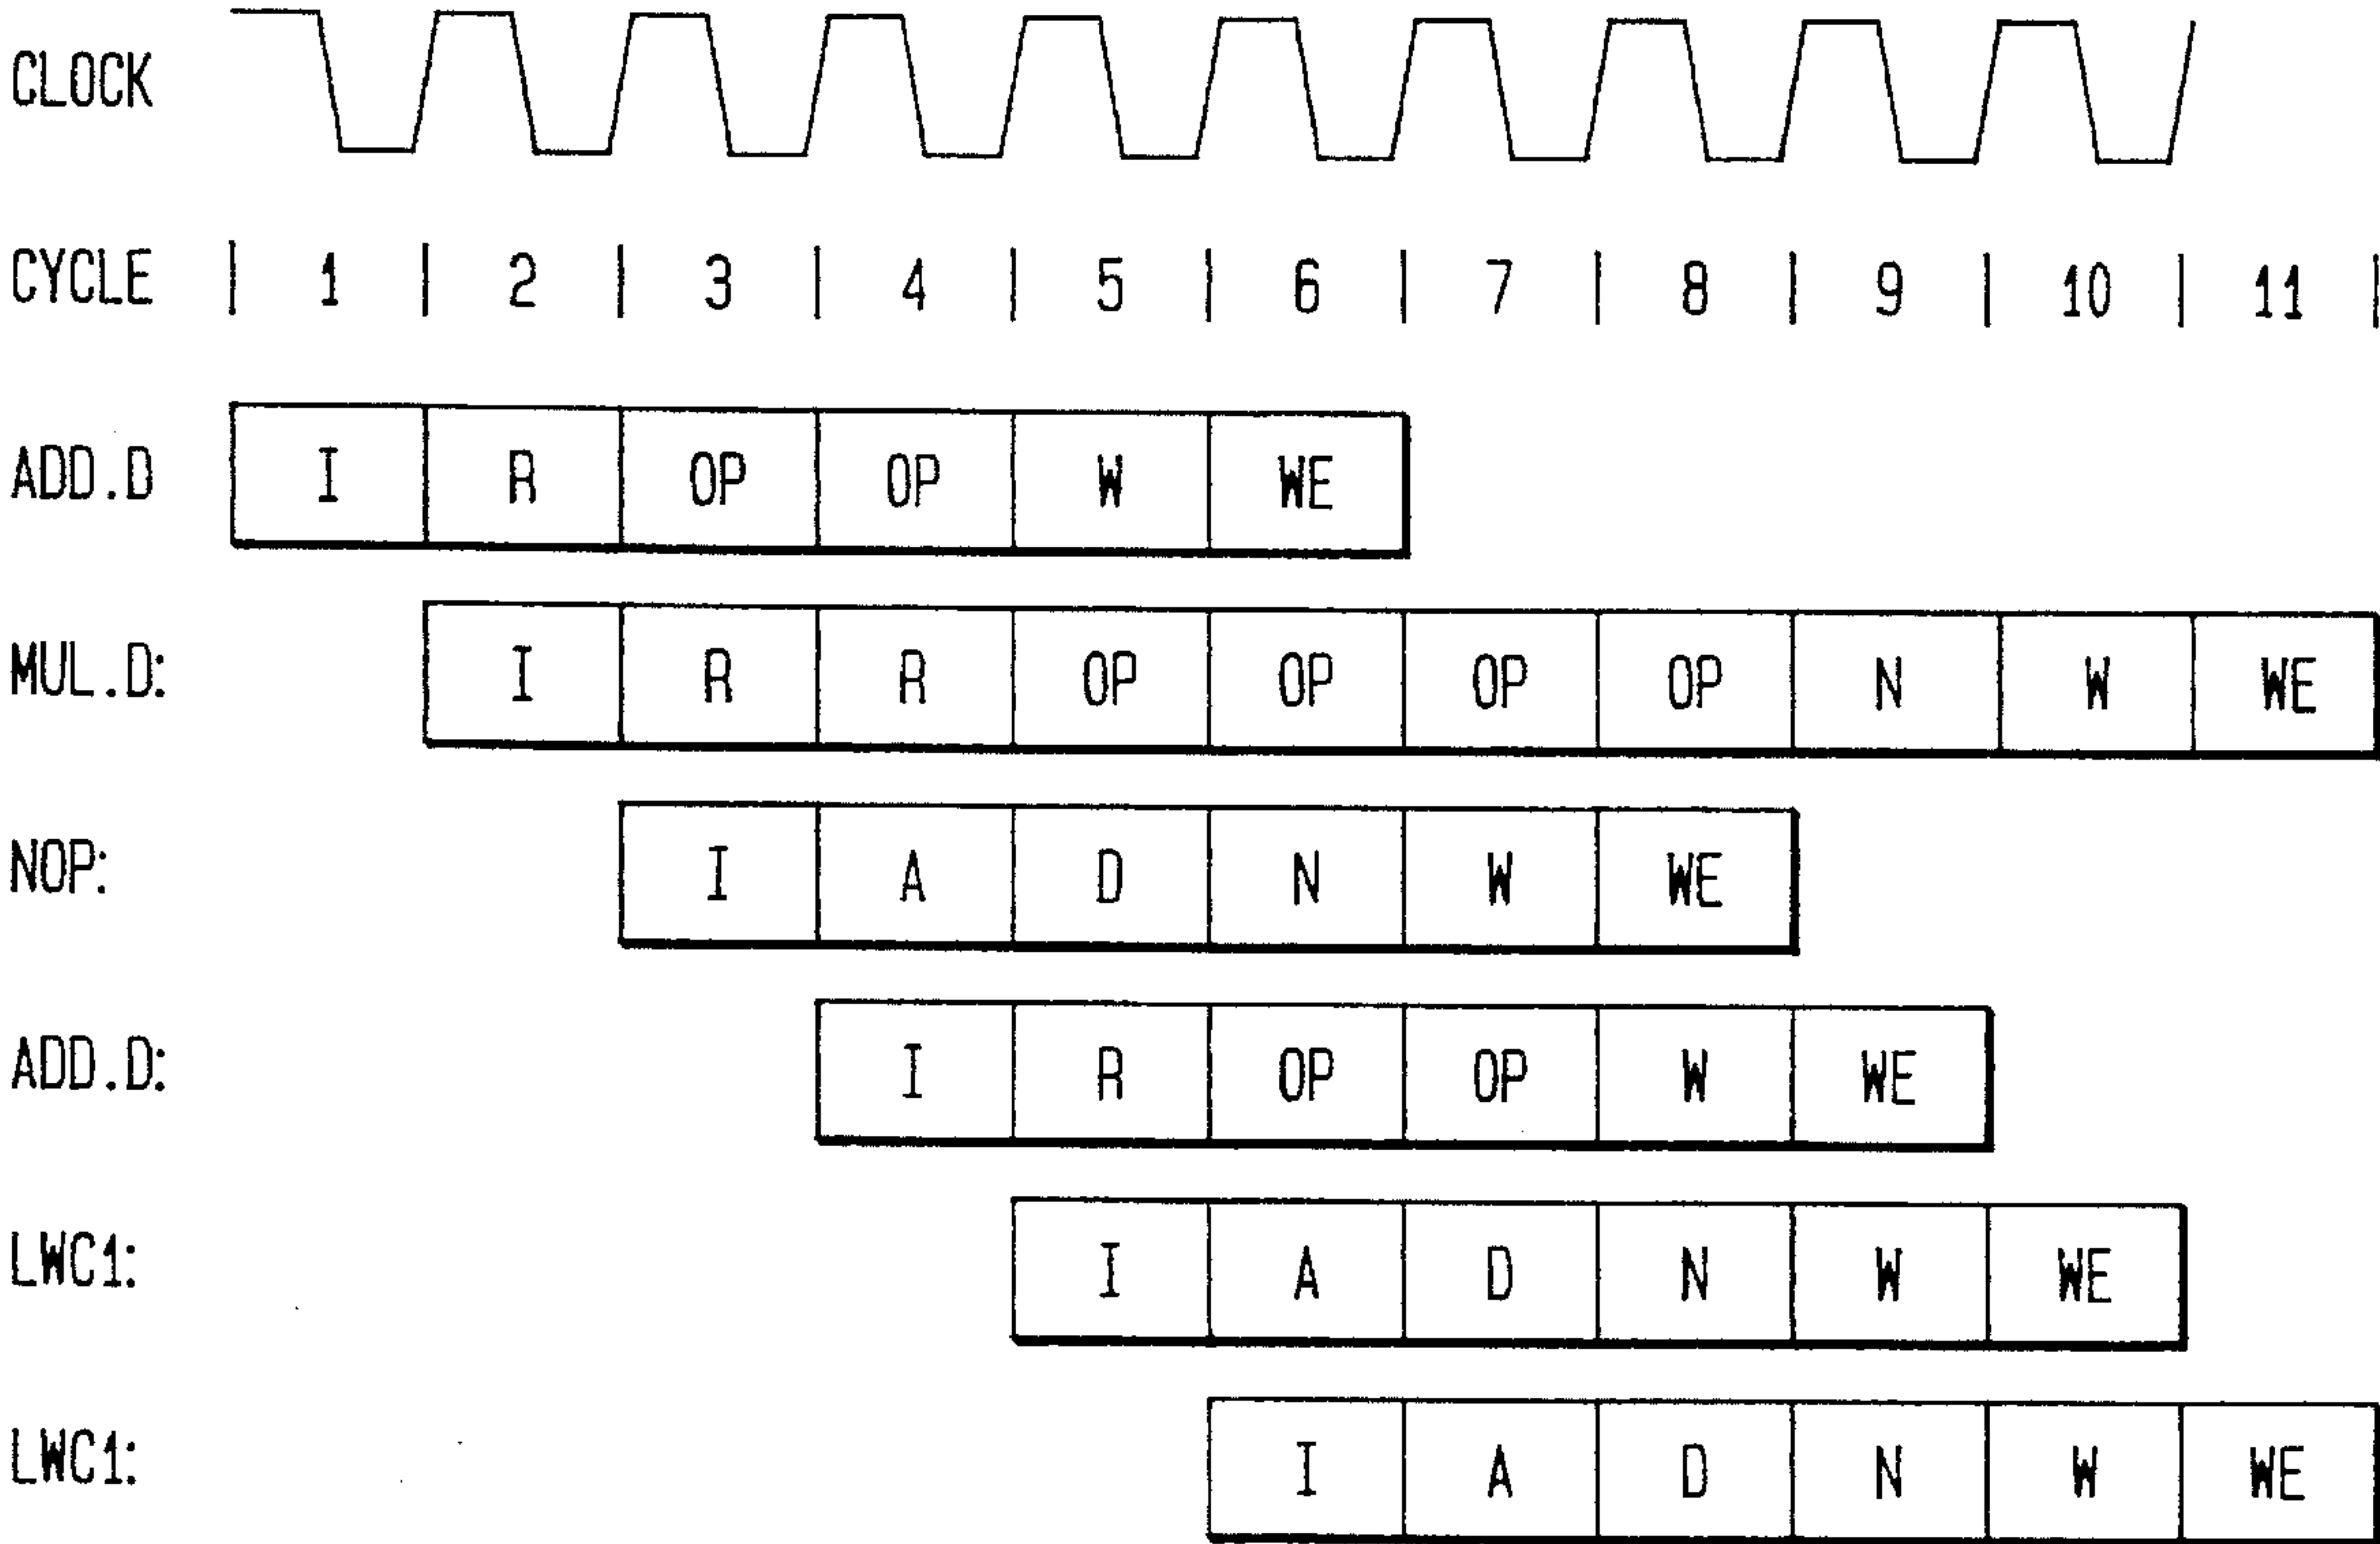 CLOCK
CYCLE | 1 | 2 | 3 | 4 | 5 | 6 | 7 | 8 | 9 | 10 | 11 |
ADD.D I R OP OP W WE
MUL.D: I R R OP OP OP OP N W WE
NOP: I A D N W WE
ADD.D: I R OP OP W WE
LWC1: I A D N W WE
LWC1: I A D N W WE